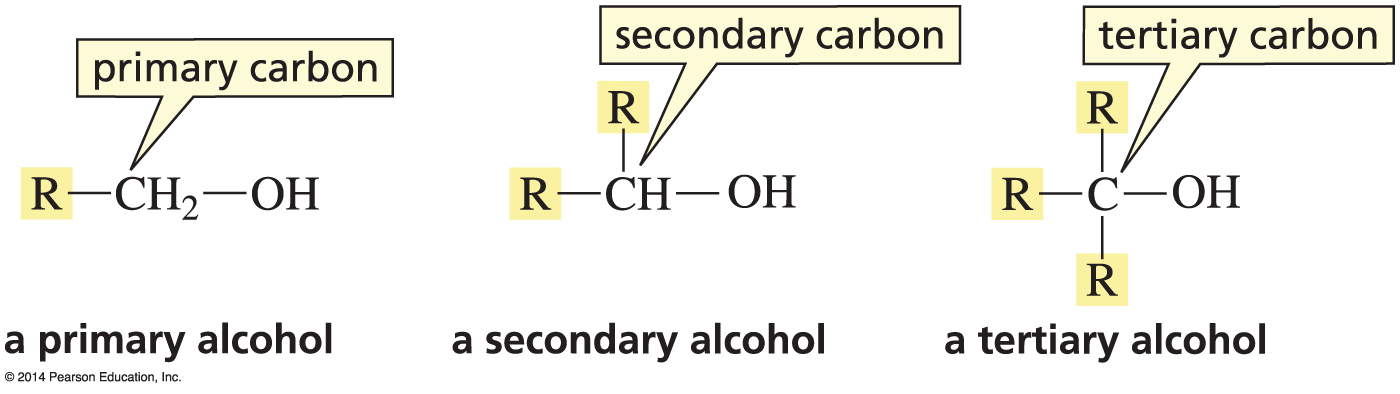 primary carbon
secondary carbon
tertiary carbon
R
R
R—CH₂—OH
R—CH—OH
R—C—OH
R
a primary alcohol
a secondary alcohol
a tertiary alcohol
© 2014 Pearson Education, Inc.